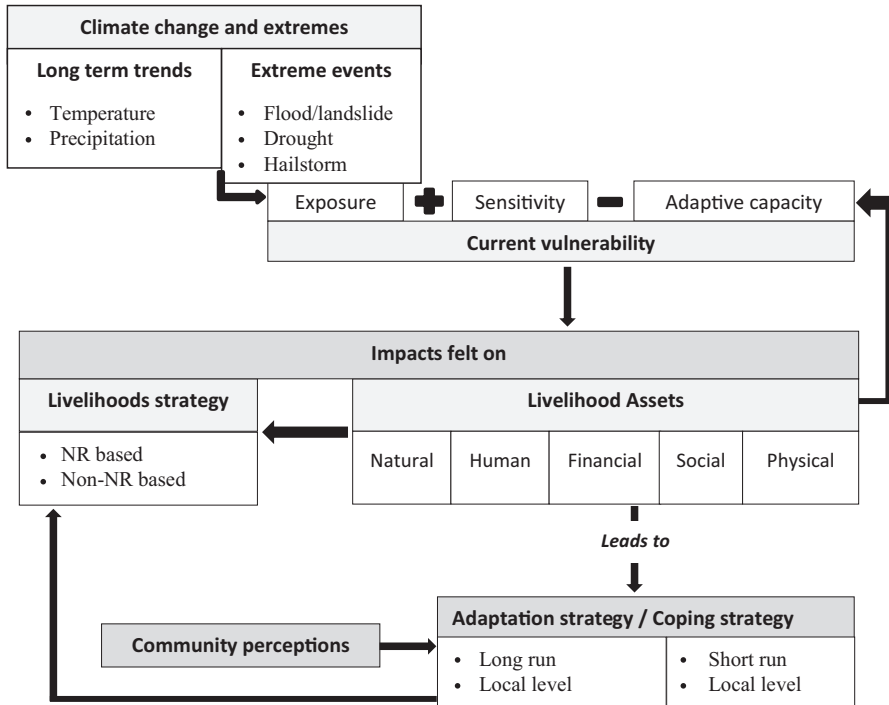 Climate change and extremes
Long term trends
• Temperature
• Precipitation
Extreme events
• Flood/landslide
• Drought
• Hailstorm
Exposure + Sensitivity - Adaptive capacity
Current vulnerability
Impacts felt on
Livelihoods strategy
• NR based
• Non-NR based
Livelihood Assets
Natural Human Financial Social Physical
Leads to
Community perceptions
Adaptation strategy / Coping strategy
• Long run
• Local level
• Short run
• Local level